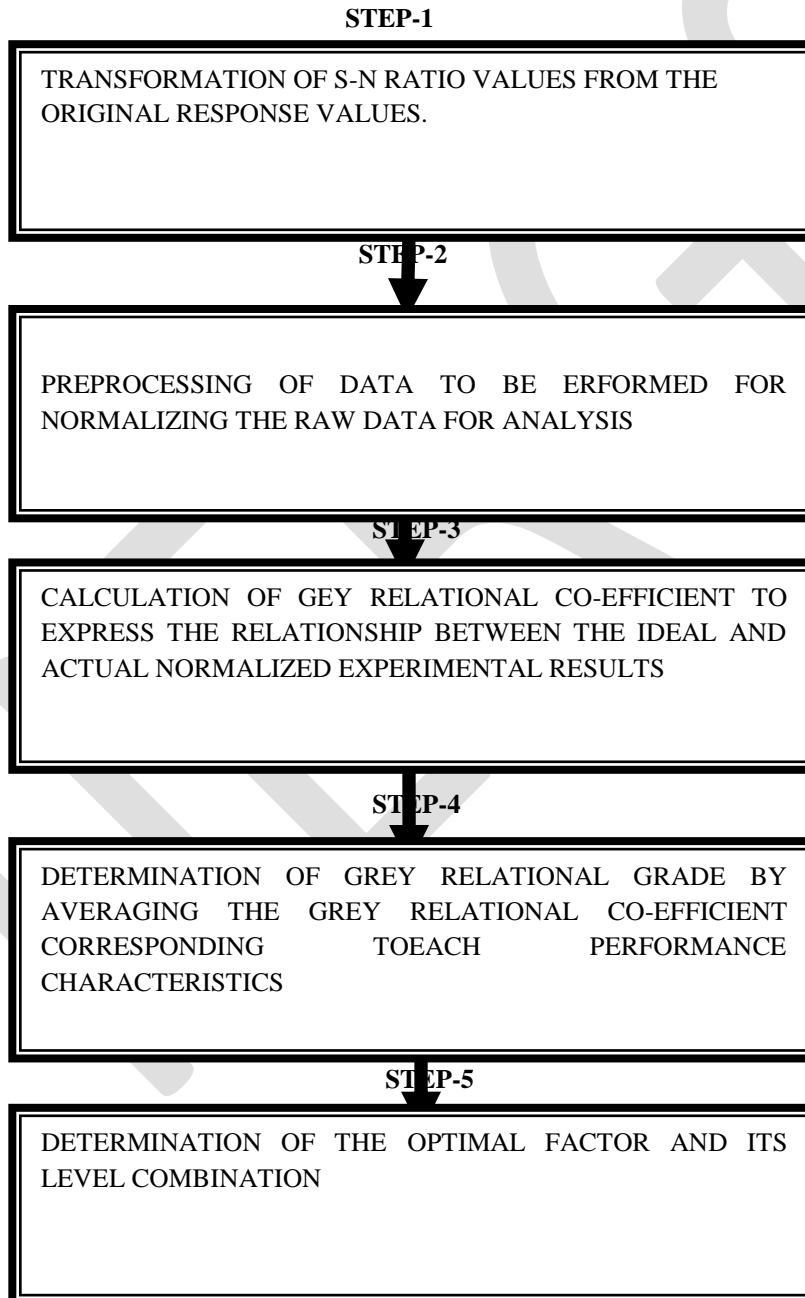 STEP-1
TRANSFORMATION OF S-N RATIO VALUES FROM THE
ORIGINAL RESPONSE VALUES.
STEP-2
PREPROCESSING OF DATA TO BE ERFORMED FOR
NORMALIZING THE RAW DATA FOR ANALYSIS
STEP-3
CALCULATION OF GEY RELATIONAL CO-EFFICIENT TO
EXPRESS THE RELATIONSHIP BETWEEN THE IDEAL AND
ACTUAL NORMALIZED EXPERIMENTAL RESULTS
STEP-4
DETERMINATION OF GREY RELATIONAL GRADE BY
AVERAGING THE GREY RELATIONAL CO-EFFICIENT
CORRESPONDING TOEACH PERFORMANCE
CHARACTERISTICS
STEP-5
DETERMINATION OF THE OPTIMAL FACTOR AND ITS
LEVEL COMBINATION